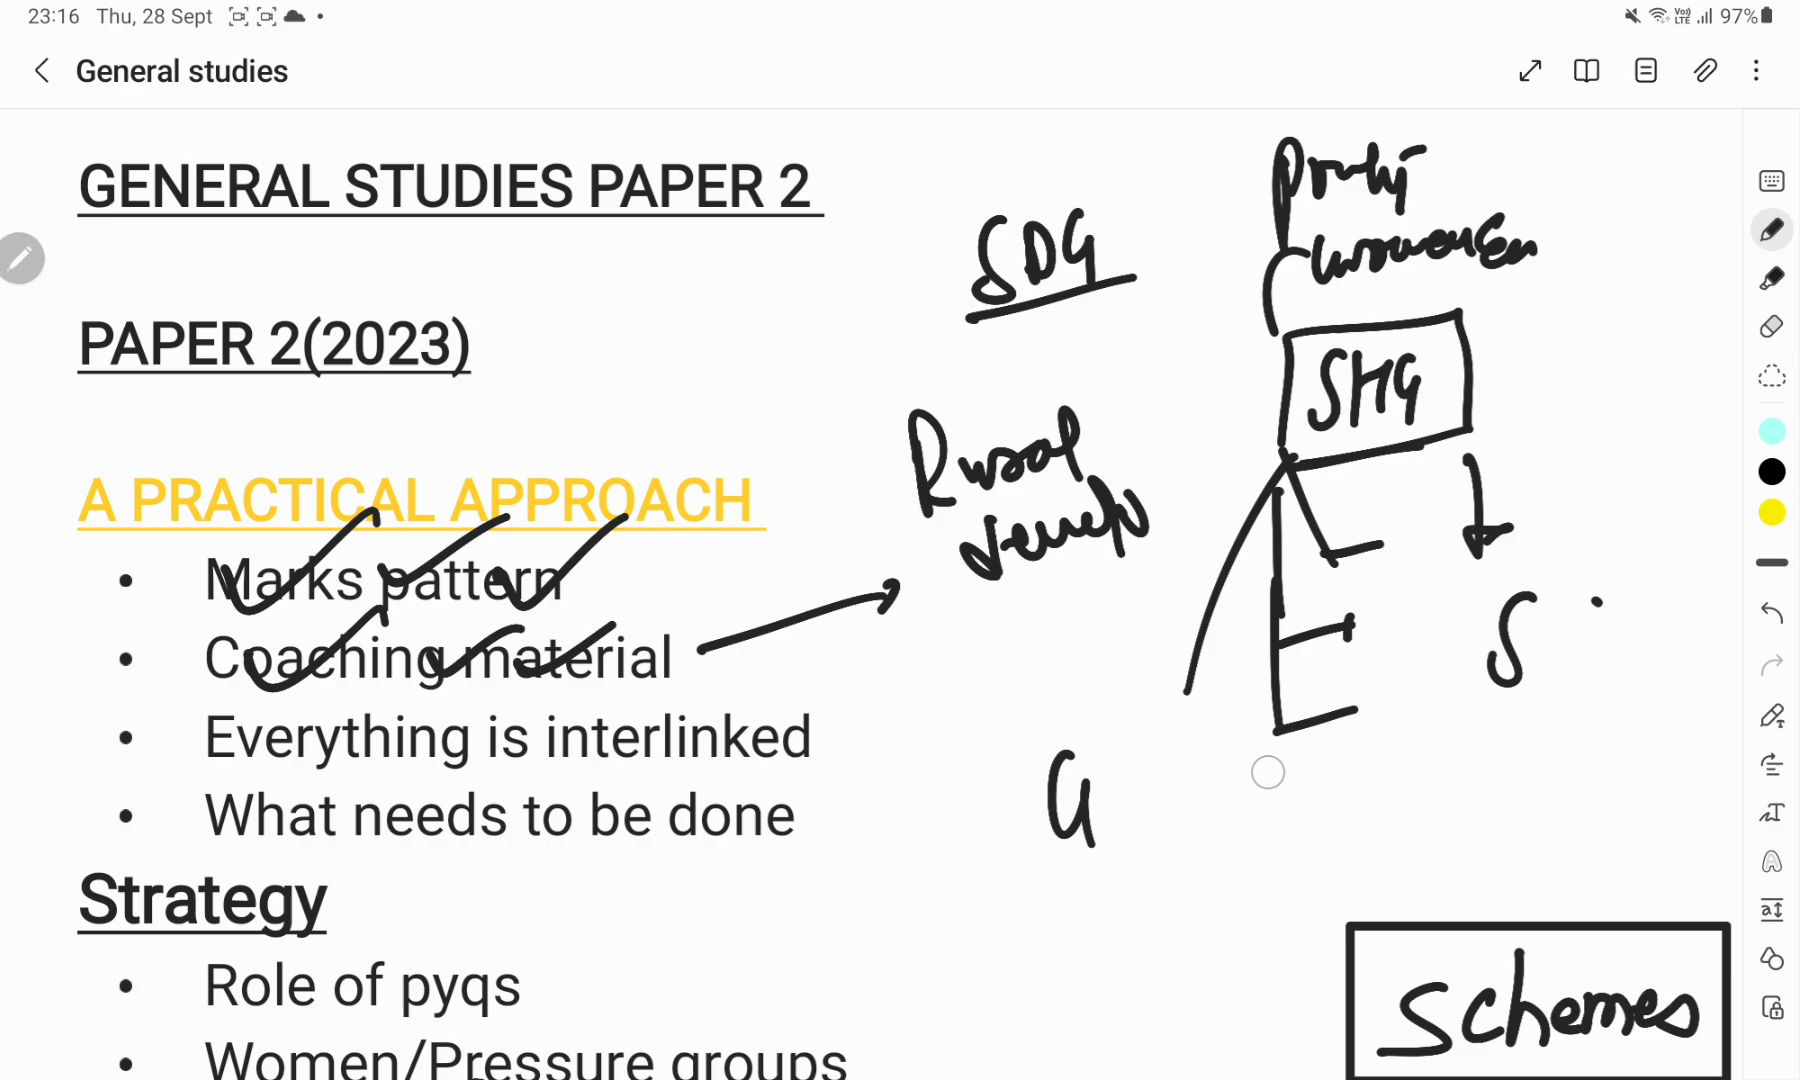 23:16 Thu, 28 Sept
97%
General studies
GENERAL STUDIES PAPER 2
PAPER 2(2023)
A PRACTICAL APPROACH
• Marks pattern
• Coaching material
• Everything is interlinked
• What needs to be done
Strategy
• Role of pyqs
• Women/Pressure groups
SDG
SHG
Rural
S
G
Schemes